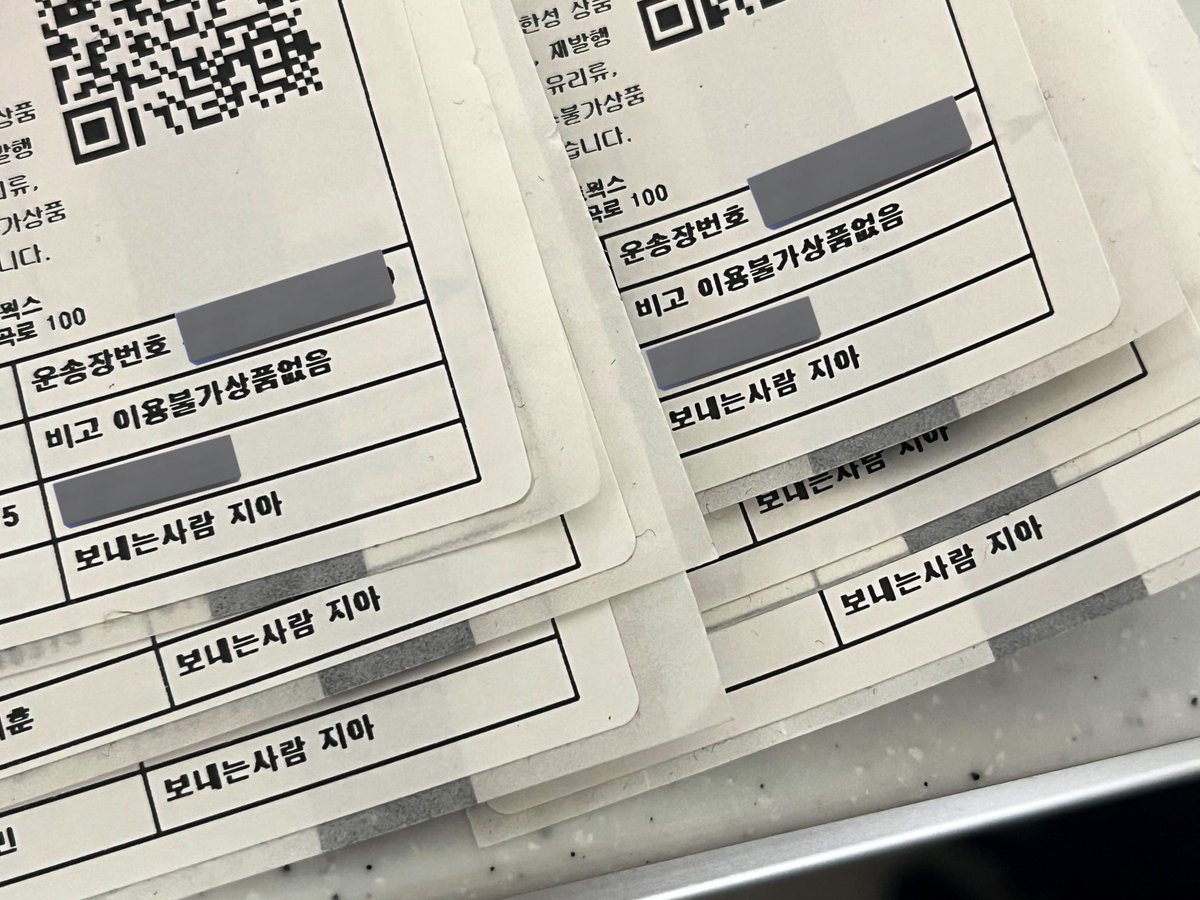 상품
발행
류,
가상품
니다.
웍스
곡로 100
운송장번호
비고 이용불가상품없음
5
보내는사람 지아
보내는사람 지아
훈
보내는사람 지아
민
한성 상품
, 재발행
유리류,
불가상품
습니다.
웍스
곡로 100
운송장번호
비고 이용불가상품없음
보내는사람 지아
보내는사람 지아
보내는사람 지아